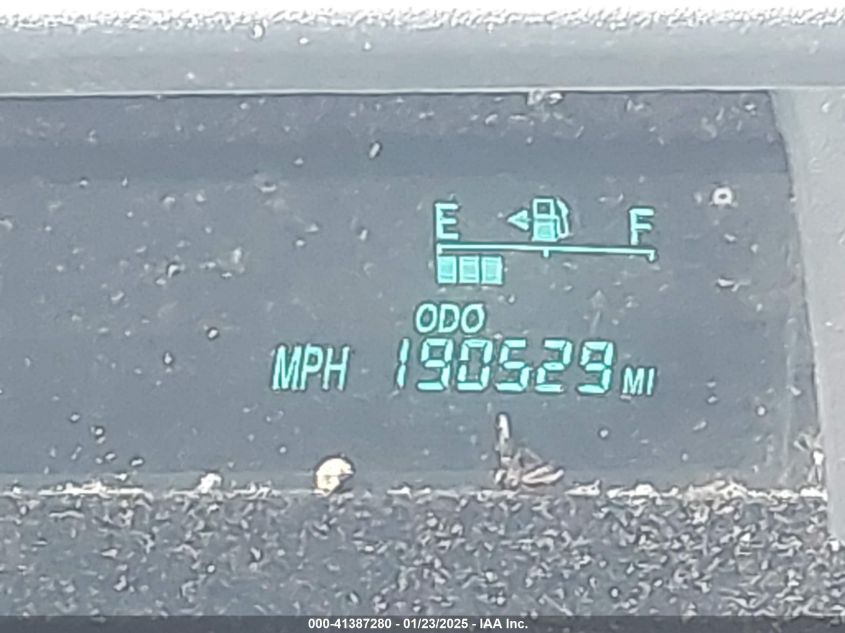 E F
ODO
MPH 190529 MI
000-41387280 - 01/23/2025 - IAA Inc.